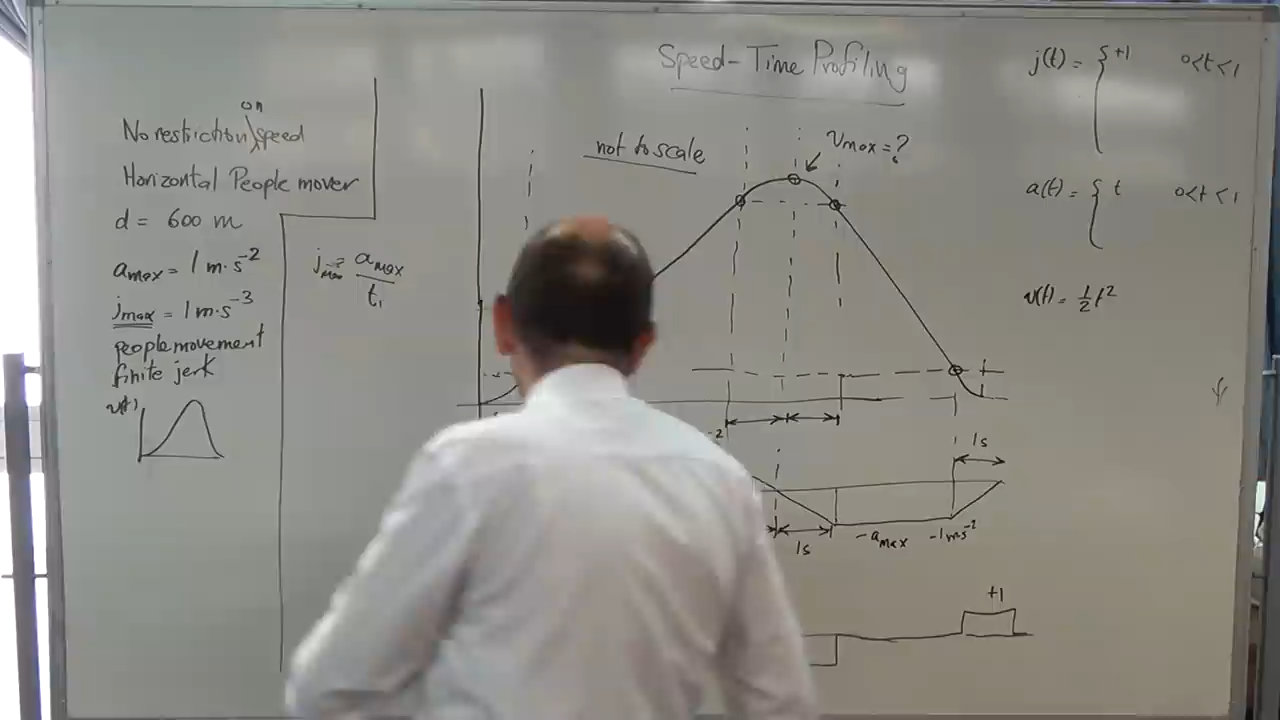 Speed-Time Profiling
on
No restriction speed
Horizontal People mover
d = 600 m
amax = 1 m·s⁻²
jmax = 1 m·s⁻³
people movement
finite jerk
v(t)
jmax = amax / t₁
not to scale
vmax = ?
1s
1s
-amax -1ms⁻²
+1
j(t) = { +1 0<t<1
a(t) = { t 0<t<1
v(t) = ½t²